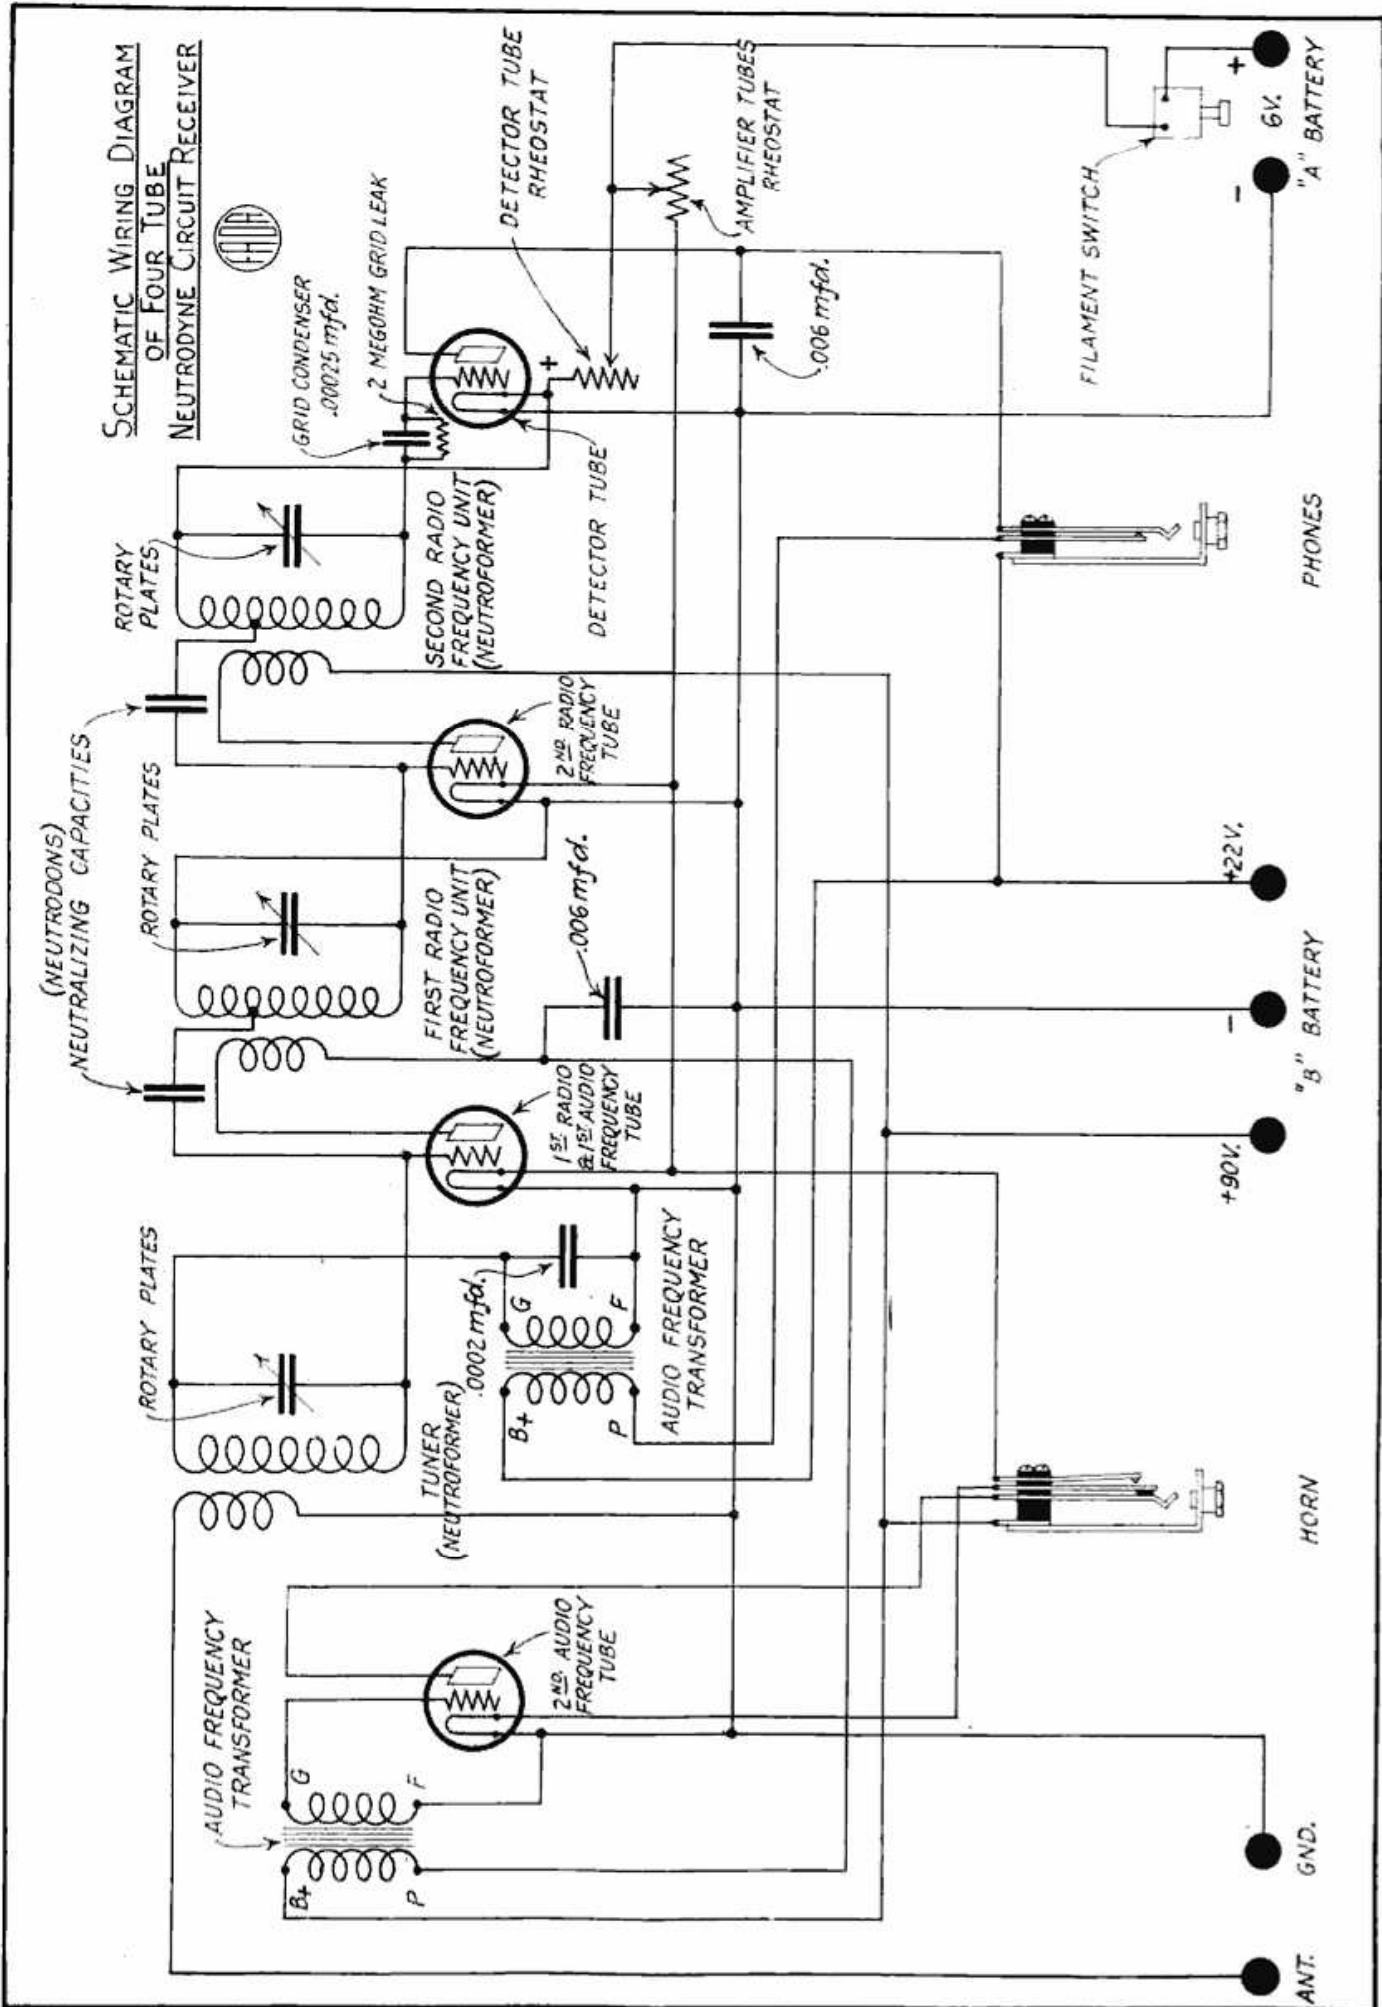 SCHEMATIC WIRING DIAGRAM
OF FOUR TUBE
NEUTRODYNE CIRCUIT RECEIVER
FADA
(NEUTRODONS)
NEUTRALIZING CAPACITIES
ROTARY PLATES
ROTARY PLATES
ROTARY
PLATES
AUDIO FREQUENCY
TRANSFORMER
B+
G
P
F
2ND. AUDIO
FREQUENCY
TUBE
TUNER
(NEUTROFORMER)
.0002 mfd.
B+
G
P
F
AUDIO FREQUENCY
TRANSFORMER
1ST. RADIO
& 1ST. AUDIO
FREQUENCY
TUBE
FIRST RADIO
FREQUENCY UNIT
(NEUTROFORMER)
.006 mfd.
2ND. RADIO
FREQUENCY
TUBE
SECOND RADIO
FREQUENCY UNIT
(NEUTROFORMER)
DETECTOR TUBE
GRID CONDENSER
.00025 mfd.
2 MEGOHM GRID LEAK
+
DETECTOR TUBE
RHEOSTAT
AMPLIFIER TUBES
RHEOSTAT
.006 mfd.
FILAMENT SWITCH
ANT.
GND.
HORN
+90V.
-
+22V.
"B" BATTERY
PHONES
-
6V.
+
"A" BATTERY